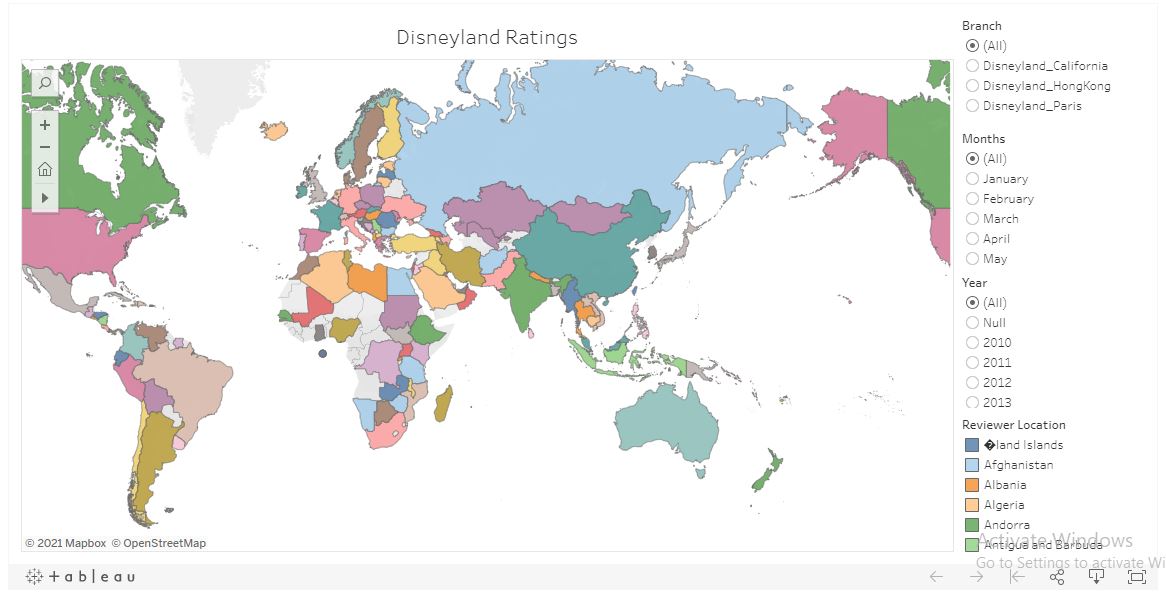 Disneyland Ratings
© 2021 Mapbox © OpenStreetMap
Branch
(All)
Disneyland_California
Disneyland_HongKong
Disneyland_Paris
Months
(All)
January
February
March
April
May
Year
(All)
Null
2010
2011
2012
2013
Reviewer Location
�land Islands
Afghanistan
Albania
Algeria
Andorra
Antigua and Barbuda
Activate Windows
Go to Settings to activate Wi
+ a b l e a u